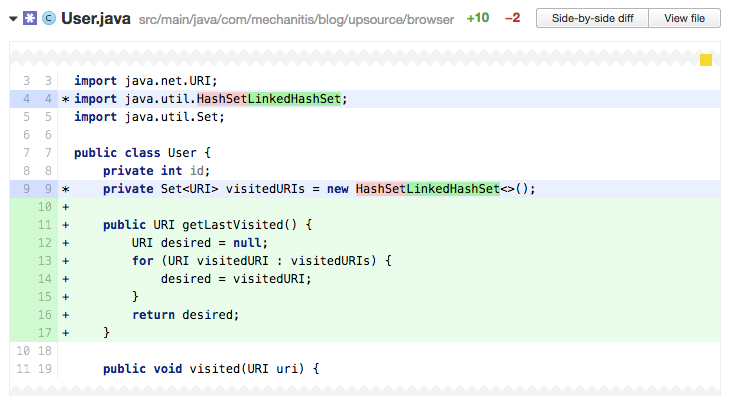 User.java src/main/java/com/mechanitis/blog/upsource/browser +10 −2 Side-by-side diff View file
3 3 import java.net.URI;
4 4 * import java.util.HashSetLinkedHashSet;
5 5 import java.util.Set;
6 6
7 7 public class User {
8 8 private int id;
9 9 * private Set<URI> visitedURIs = new HashSetLinkedHashSet<>();
10 +
11 + public URI getLastVisited() {
12 + URI desired = null;
13 + for (URI visitedURI : visitedURIs) {
14 + desired = visitedURI;
15 + }
16 + return desired;
17 + }
10 18
11 19 public void visited(URI uri) {